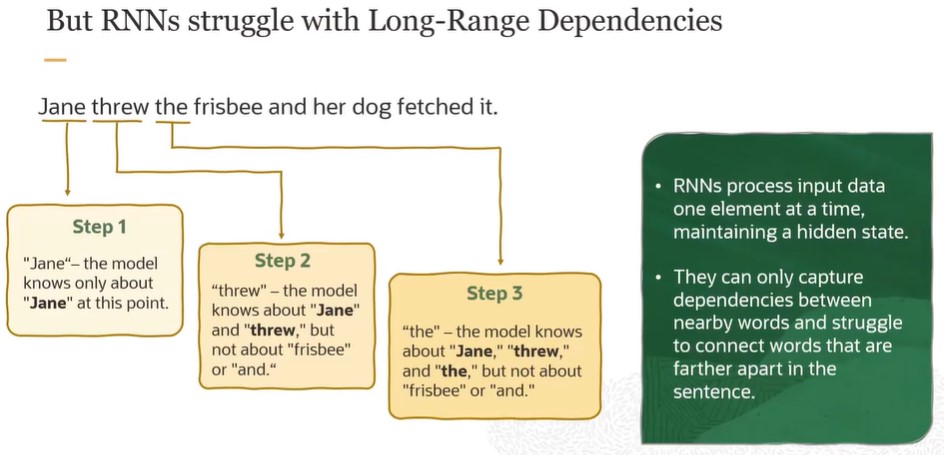 But RNNs struggle with Long-Range Dependencies
Jane threw the frisbee and her dog fetched it.
Step 1
"Jane“– the model
knows only about
"Jane" at this point.
Step 2
“threw" – the model
knows about "Jane"
and "threw," but
not about "frisbee"
or "and.“
Step 3
“the" – the model knows
about "Jane," "threw,"
and "the," but not about
"frisbee" or "and."
• RNNs process input data
one element at a time,
maintaining a hidden state.
• They can only capture
dependencies between
nearby words and struggle
to connect words that are
farther apart in the
sentence.